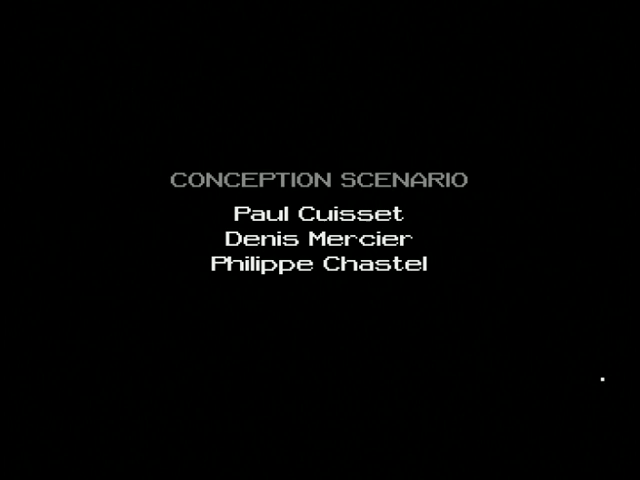 CONCEPTION SCENARIO
Paul Cuisset
Denis Mercier
Philippe Chastel